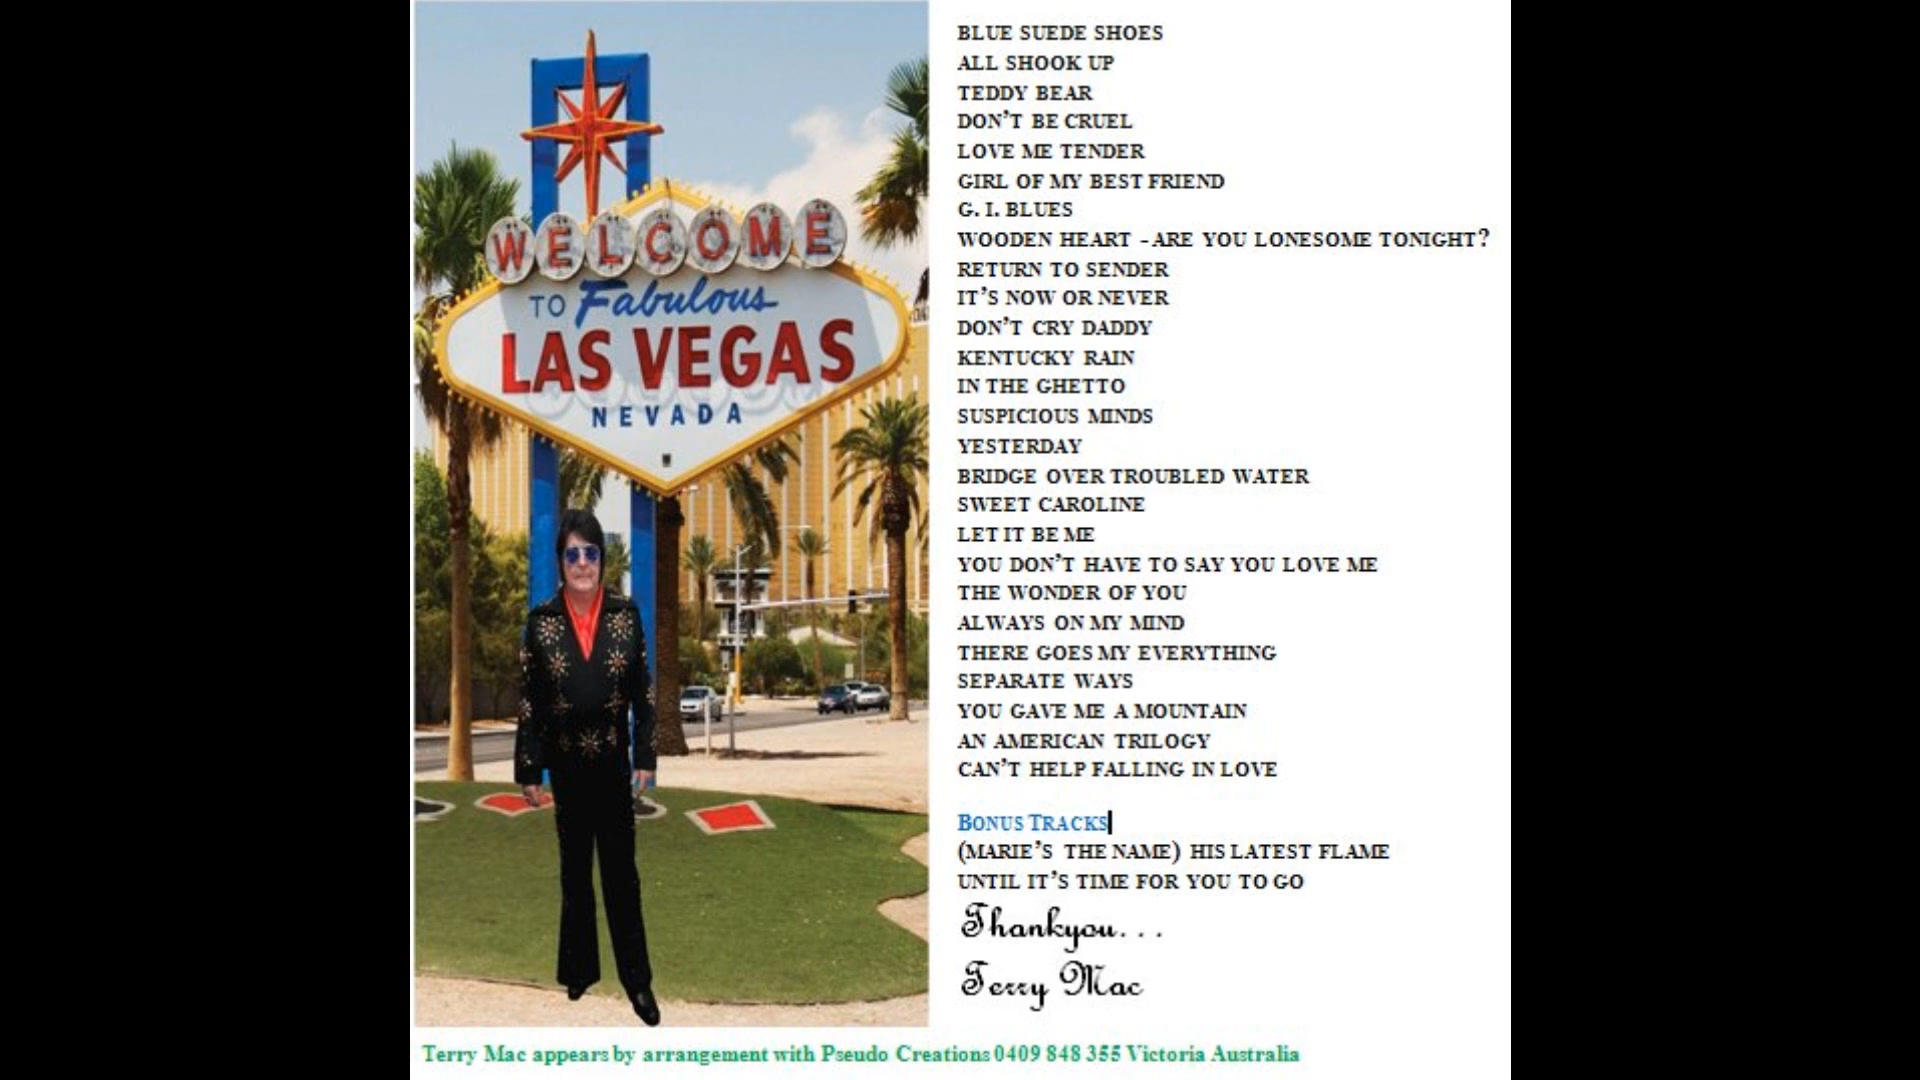 WELCOME
TO Fabulous
LAS VEGAS
NEVADA
BLUE SUEDE SHOES
ALL SHOOK UP
TEDDY BEAR
DON'T BE CRUEL
LOVE ME TENDER
GIRL OF MY BEST FRIEND
G. I. BLUES
WOODEN HEART - ARE YOU LONESOME TONIGHT?
RETURN TO SENDER
IT'S NOW OR NEVER
DON'T CRY DADDY
KENTUCKY RAIN
IN THE GHETTO
SUSPICIOUS MINDS
YESTERDAY
BRIDGE OVER TROUBLED WATER
SWEET CAROLINE
LET IT BE ME
YOU DON'T HAVE TO SAY YOU LOVE ME
THE WONDER OF YOU
ALWAYS ON MY MIND
THERE GOES MY EVERYTHING
SEPARATE WAYS
YOU GAVE ME A MOUNTAIN
AN AMERICAN TRILOGY
CAN'T HELP FALLING IN LOVE
BONUS TRACKS
(MARIE'S THE NAME) HIS LATEST FLAME
UNTIL IT'S TIME FOR YOU TO GO
Thankyou...
Terry Mac
Terry Mac appears by arrangement with Pseudo Creations 0409 848 355 Victoria Australia